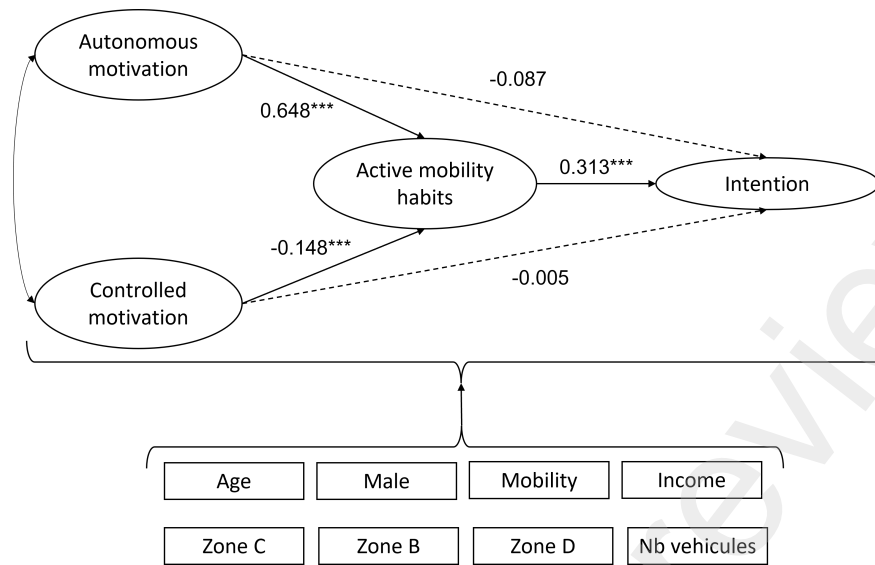 Autonomous
motivation
-0.087
0.648***
Active mobility
habits
0.313***
Intention
-0.148***
-0.005
Controlled
motivation
Age
Male
Mobility
Income
Zone C
Zone B
Zone D
Nb vehicules
review